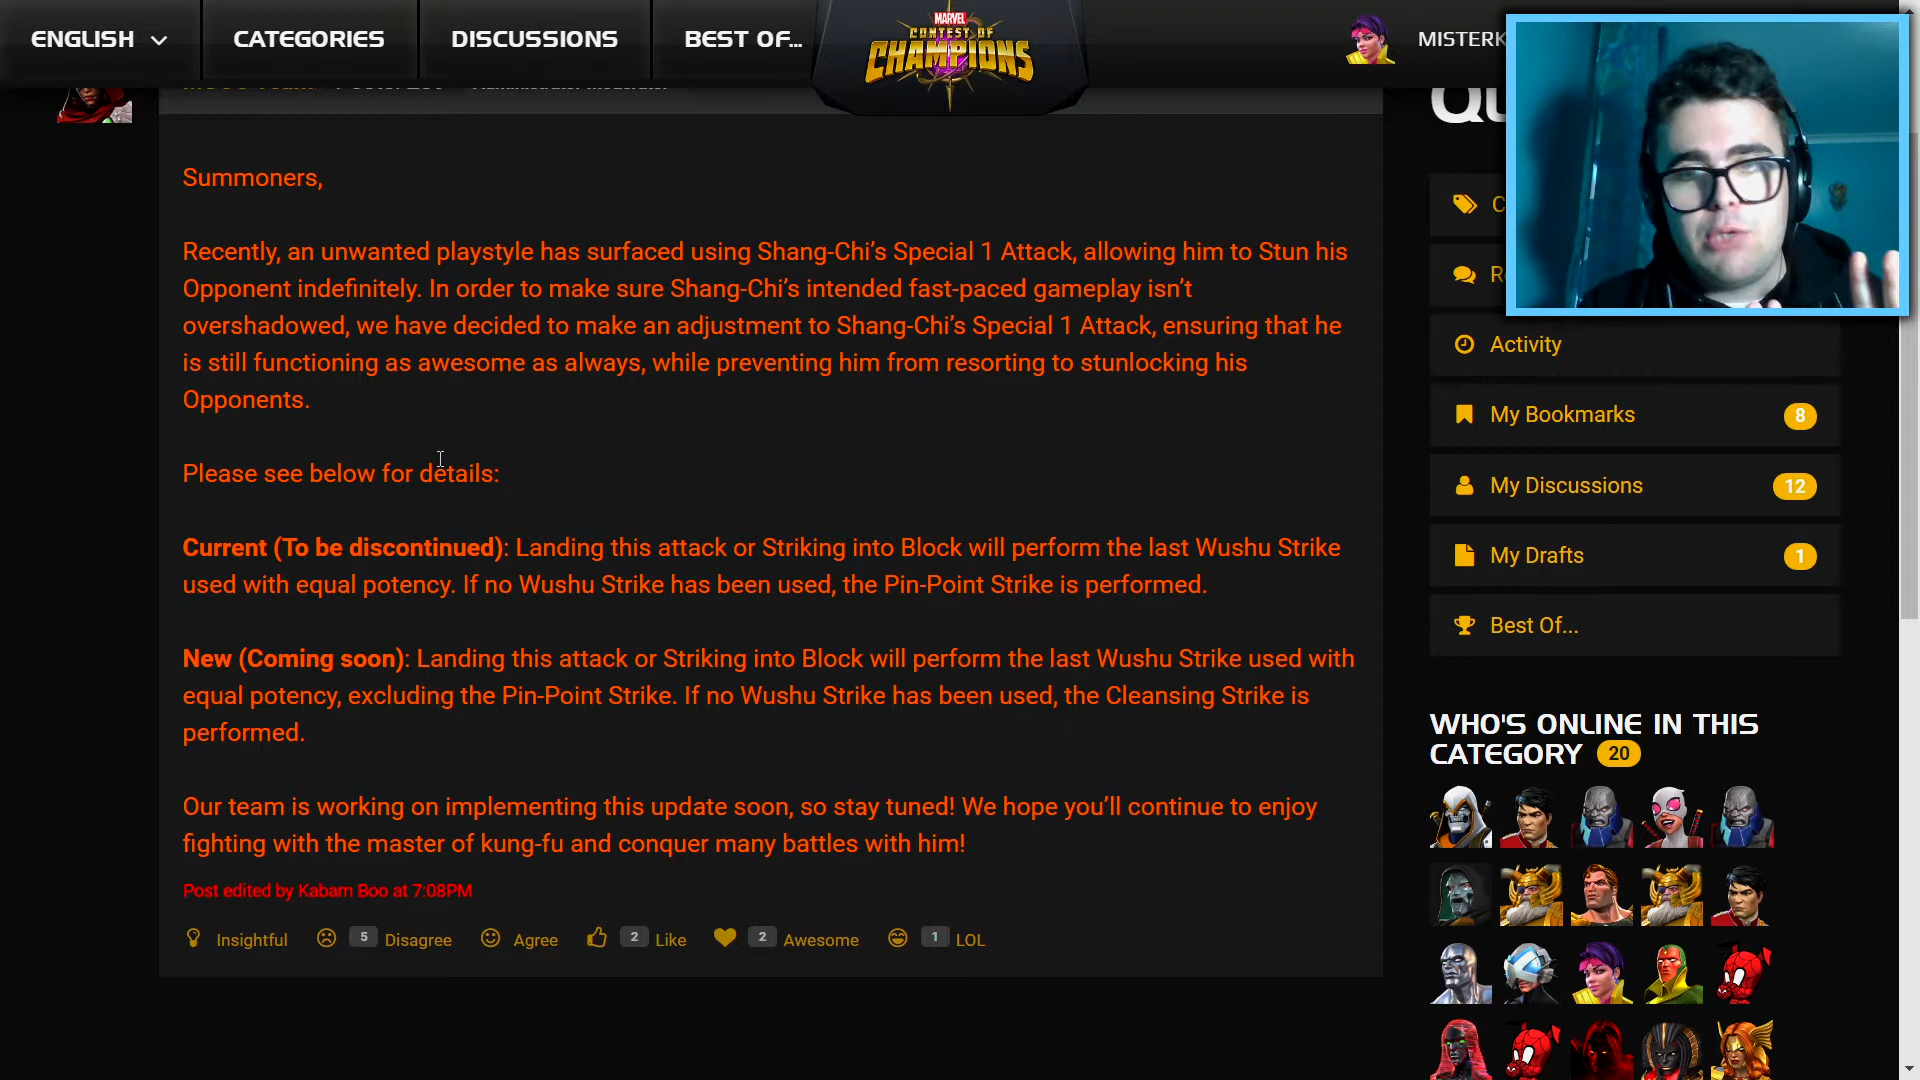 ENGLISH CATEGORIES DISCUSSIONS BEST OF...
MARVEL
CONTEST OF
CHAMPIONS
MISTERK
Summoners,
Recently, an unwanted playstyle has surfaced using Shang-Chi’s Special 1 Attack, allowing him to Stun his
Opponent indefinitely. In order to make sure Shang-Chi’s intended fast-paced gameplay isn’t
overshadowed, we have decided to make an adjustment to Shang-Chi’s Special 1 Attack, ensuring that he
is still functioning as awesome as always, while preventing him from resorting to stunlocking his
Opponents.
Please see below for details:
Current (To be discontinued): Landing this attack or Striking into Block will perform the last Wushu Strike
used with equal potency. If no Wushu Strike has been used, the Pin-Point Strike is performed.
New (Coming soon): Landing this attack or Striking into Block will perform the last Wushu Strike used with
equal potency, excluding the Pin-Point Strike. If no Wushu Strike has been used, the Cleansing Strike is
performed.
Our team is working on implementing this update soon, so stay tuned! We hope you’ll continue to enjoy
fighting with the master of kung-fu and conquer many battles with him!
Post edited by Kabam Boo at 7:08PM
Insightful 5 Disagree Agree 2 Like 2 Awesome 1 LOL
Activity
My Bookmarks 8
My Discussions 12
My Drafts 1
Best Of...
WHO'S ONLINE IN THIS
CATEGORY 20